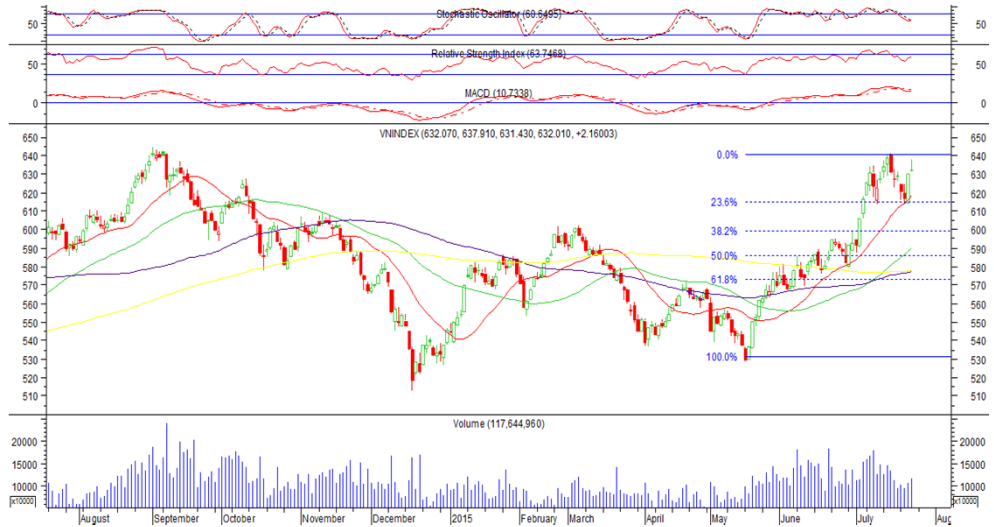 Stochastic Oscillator (60.6495)
50 50
Relative Strength Index (63.7468)
50 50
MACD (10.7338)
0 0
VNINDEX (632.070, 637.910, 631.430, 632.010, +2.16003)
650 650
640 0.0% 640
630 630
620 620
610 23.6% 610
600 38.2% 600
590 590
580 50.0% 580
570 61.8% 570
560 560
550 550
540 540
530 100.0% 530
520 520
510 510
Volume (117,644,960)
20000 20000
15000 15000
10000 10000
x10000 x10000
August September October November December 2015 February March April May June July Aug